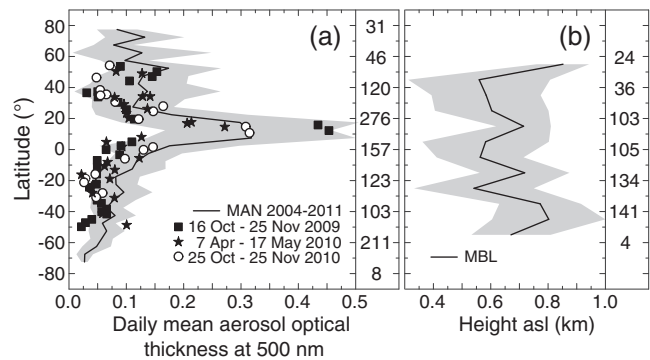 (a)
(b)
Latitude (°)
80
60
40
20
0
-20
-40
-60
-80
0.0 0.1 0.2 0.3 0.4 0.5
31
46
120
276
157
123
103
211
8
MAN 2004-2011
16 Oct - 25 Nov 2009
7 Apr - 17 May 2010
25 Oct - 25 Nov 2010
Daily mean aerosol optical
thickness at 500 nm
24
36
103
105
134
141
4
MBL
0.4 0.6 0.8 1.0
Height asl (km)